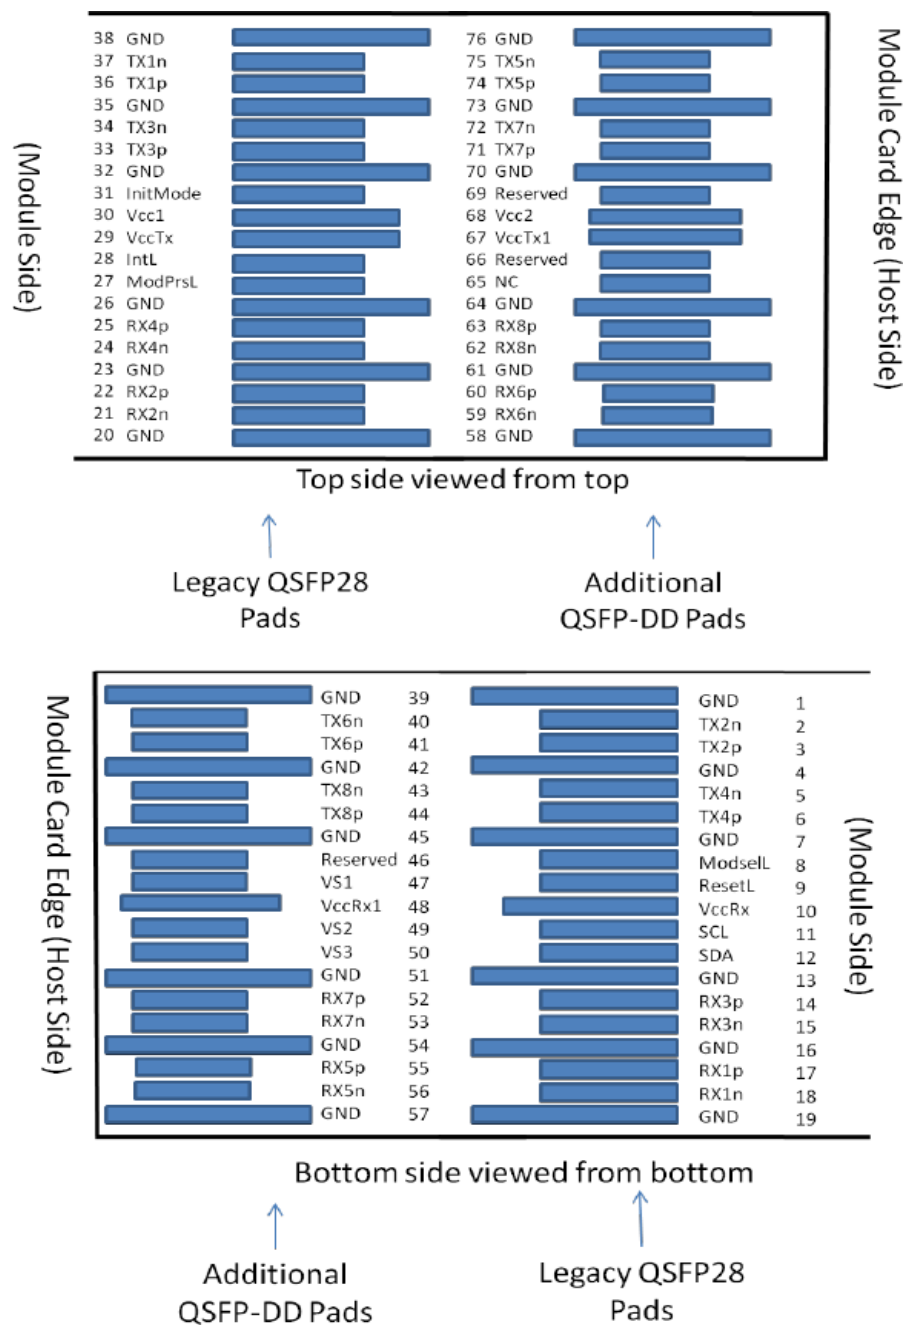 (Module Side)
38 GND 76 GND
37 TX1n 75 TX5n
36 TX1p 74 TX5p
35 GND 73 GND
34 TX3n 72 TX7n
33 TX3p 71 TX7p
32 GND 70 GND
31 InitMode 69 Reserved
30 Vcc1 68 Vcc2
29 VccTx 67 VccTx1
28 IntL 66 Reserved
27 ModPrsL 65 NC
26 GND 64 GND
25 RX4p 63 RX8p
24 RX4n 62 RX8n
23 GND 61 GND
22 RX2p 60 RX6p
21 RX2n 59 RX6n
20 GND 58 GND
Module Card Edge (Host Side)
Top side viewed from top
Legacy QSFP28
Pads
Additional
QSFP-DD Pads
Module Card Edge (Host Side)
GND 39 GND 1
TX6n 40 TX2n 2
TX6p 41 TX2p 3
GND 42 GND 4
TX8n 43 TX4n 5
TX8p 44 TX4p 6
GND 45 GND 7
Reserved 46 ModselL 8
VS1 47 ResetL 9
VccRx1 48 VccRx 10
VS2 49 SCL 11
VS3 50 SDA 12
GND 51 GND 13
RX7p 52 RX3p 14
RX7n 53 RX3n 15
GND 54 GND 16
RX5p 55 RX1p 17
RX5n 56 RX1n 18
GND 57 GND 19
(Module Side)
Bottom side viewed from bottom
Additional
QSFP-DD Pads
Legacy QSFP28
Pads